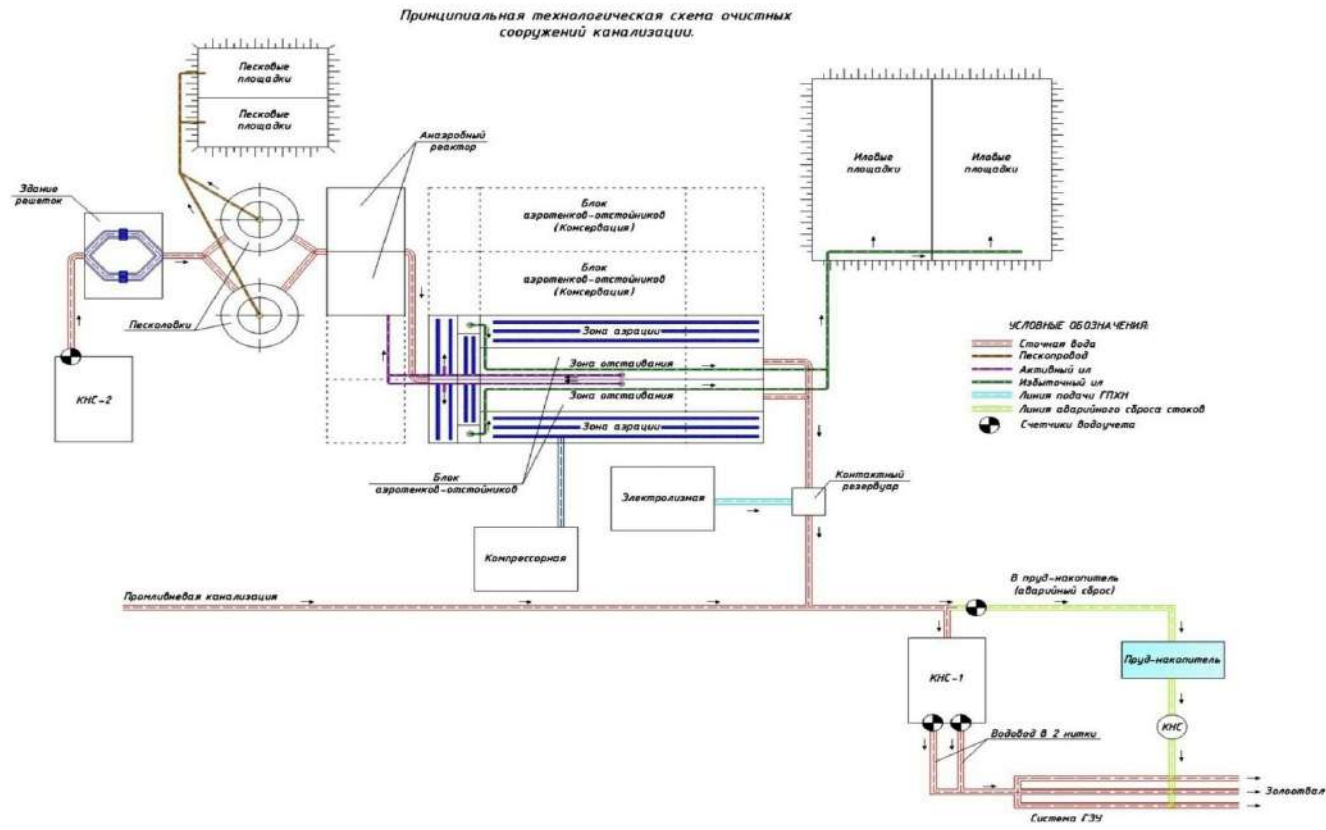 Принципиальная технологическая схема очистных
сооружений канализации.
Песковые
площадки
Песковые
площадки
Анаэробный
реактор
Иловые
площадки
Иловые
площадки
Здание
решеток
Блок
аэротенков-отстойников
(Консервация)
Блок
аэротенков-отстойников
(Консервация)
Песколовки
Зона аэрации
Зона отстаивания
Зона отстаивания
Зона аэрации
КНС-2
УСЛОВНЫЕ ОБОЗНАЧЕНИЯ:
Сточная вода
Пескопровод
Активный ил
Избыточный ил
Линия подачи ГПХН
Линия аварийного сброса стоков
Счетчики водоучета
Блок
аэротенков-отстойников
Электролизная
Контактный
резервуар
Компрессорная
Промливневая канализация
В пруд-накопитель
(аварийный сброс)
КНС-1
Пруд-накопитель
КНС
Водовод в 2 нитки
Золоотвал
Система ГЗУ